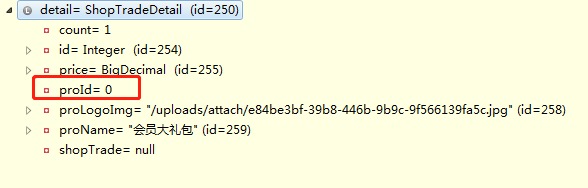 detail= ShopTradeDetail (id=250)
count= 1
id= Integer (id=254)
price= BigDecimal (id=255)
proId= 0
proLogoImg= "/uploads/attach/e84be3bf-39b8-446b-9b9c-9f566139fa5c.jpg" (id=258)
proName= "会员大礼包" (id=259)
shopTrade= null